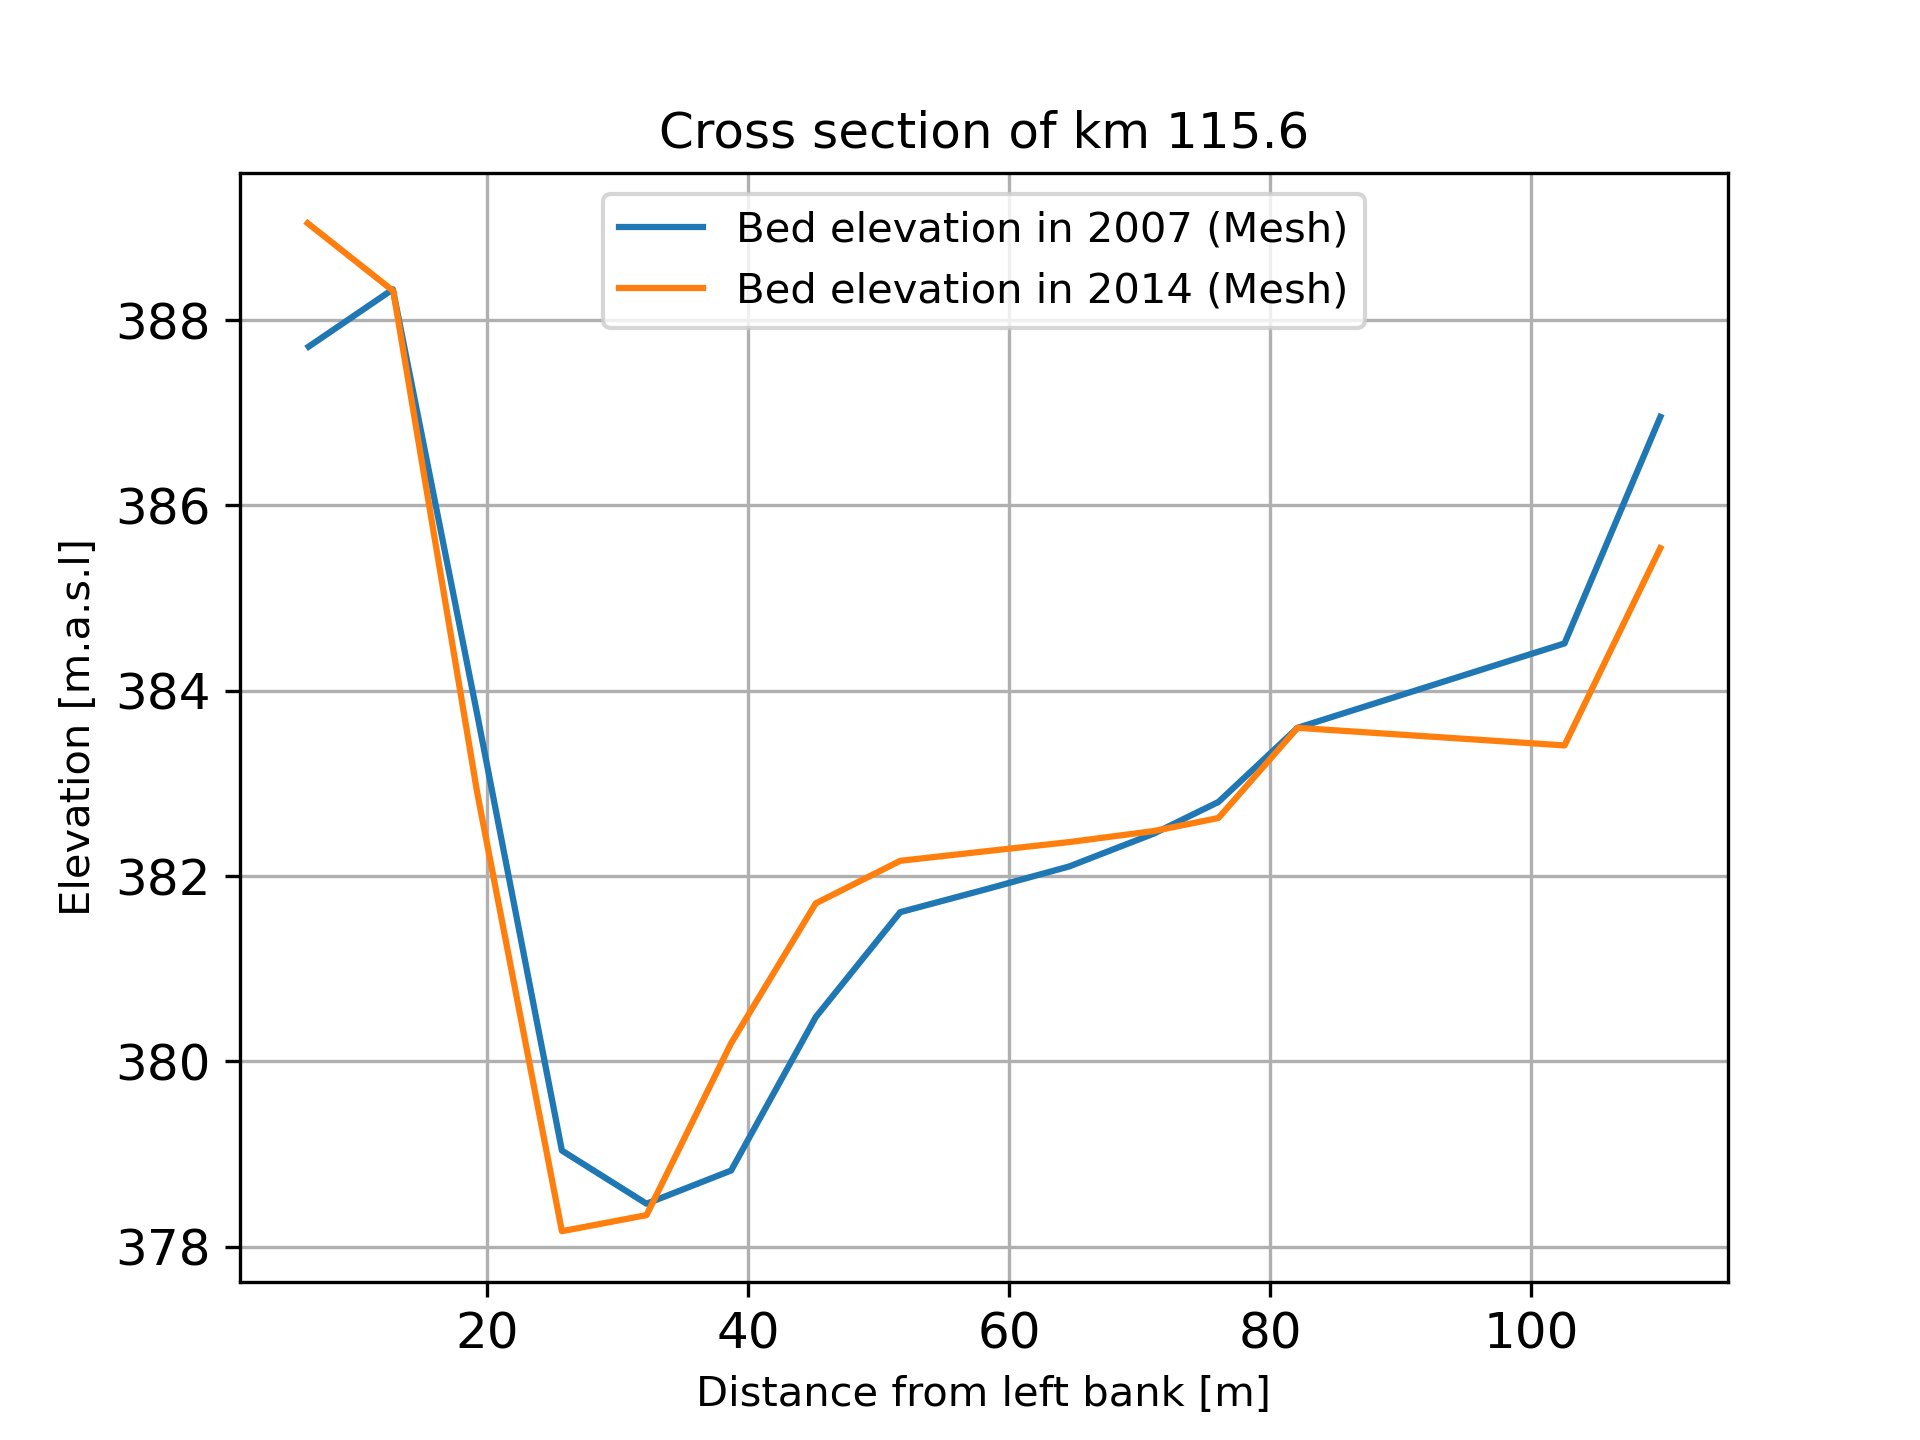 Cross section of km 115.6
Bed elevation in 2007 (Mesh)
Bed elevation in 2014 (Mesh)
388
386
384
382
380
378
Elevation [m.a.s.l]
20 40 60 80 100
Distance from left bank [m]